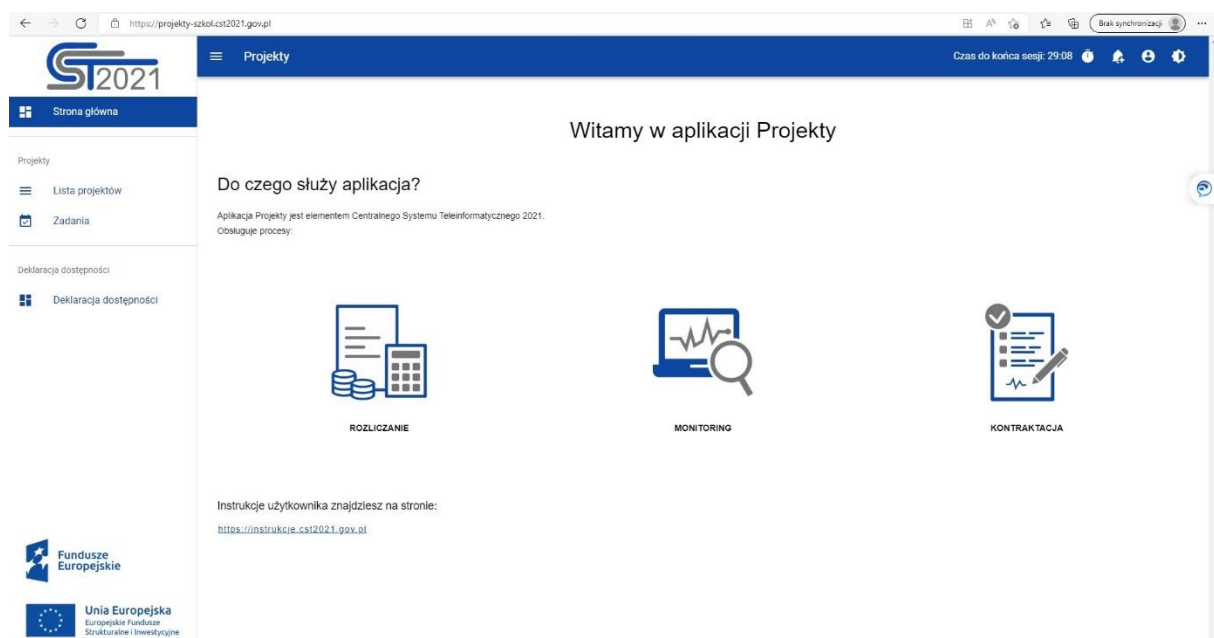 https://projekty-szkol.cst2021.gov.pl
Brak synchronizacji
ST2021
Projekty
Czas do końca sesji: 29:08
Strona główna
Projekty
Lista projektów
Zadania
Deklaracja dostępności
Deklaracja dostępności
Witamy w aplikacji Projekty
Do czego służy aplikacja?
Aplikacja Projekty jest elementem Centralnego Systemu Teleinformatycznego 2021.
Obsługuje procesy:
ROZLICZANIE
MONITORING
KONTRAKTACJA
Instrukcje użytkownika znajdziesz na stronie:
https://instrukcje.cst2021.gov.pl
Fundusze
Europejskie
Unia Europejska
Europejskie Fundusze
Strukturalne i Inwestycyjne